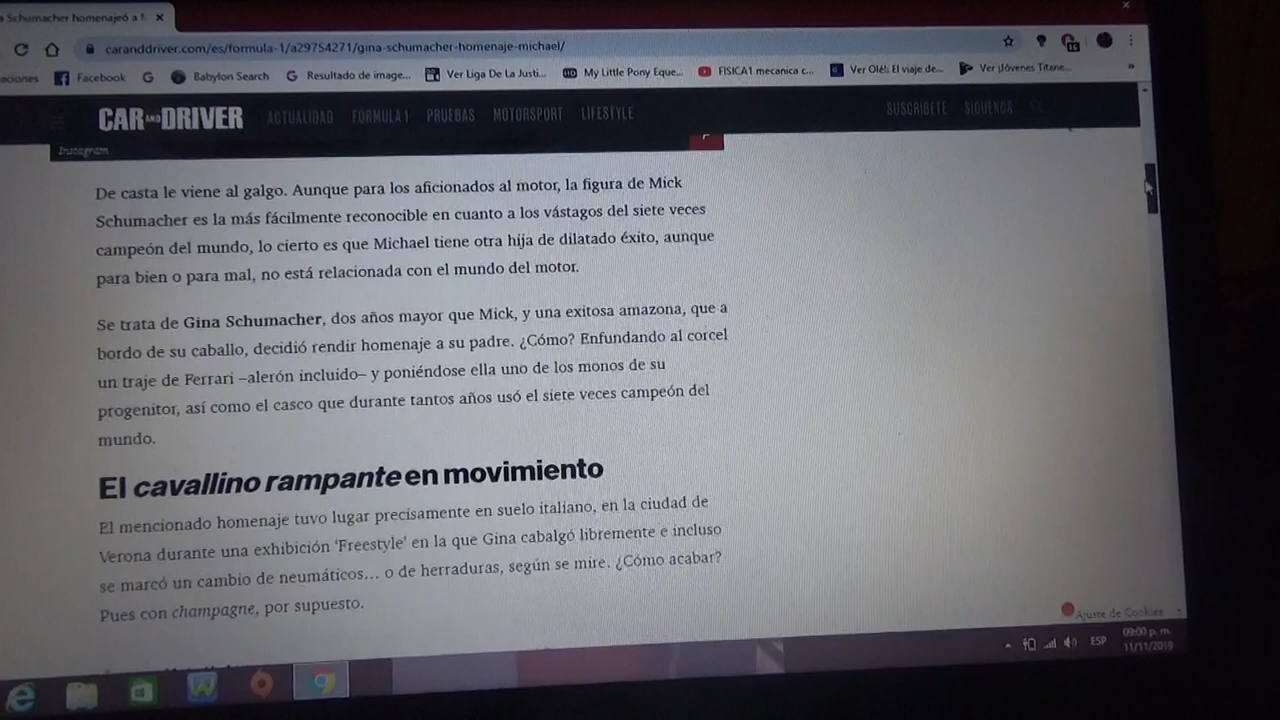 a Schumacher homenajeó a M
caranddriver.com/es/formula-1/a29754271/gina-schumacher-homenaje-michael/
aciones Facebook Babylon Search Resultado de image... Ver Liga De La Justi... My Little Pony Eque... FISICA1 mecanica c... Ver Olé!: El viaje de... Ver ¡Jóvenes Titane... »
CAR AND DRIVER ACTUALIDAD FORMULA 1 PRUEBAS MOTORSPORT LIFESTYLE SUSCRÍBETE SÍGUENOS
Instagram
De casta le viene al galgo. Aunque para los aficionados al motor, la figura de Mick
Schumacher es la más fácilmente reconocible en cuanto a los vástagos del siete veces
campeón del mundo, lo cierto es que Michael tiene otra hija de dilatado éxito, aunque
para bien o para mal, no está relacionada con el mundo del motor.
Se trata de Gina Schumacher, dos años mayor que Mick, y una exitosa amazona, que a
bordo de su caballo, decidió rendir homenaje a su padre. ¿Cómo? Enfundando al corcel
un traje de Ferrari –alerón incluido– y poniéndose ella uno de los monos de su
progenitor, así como el casco que durante tantos años usó el siete veces campeón del
mundo.
El cavallino rampante en movimiento
El mencionado homenaje tuvo lugar precisamente en suelo italiano, en la ciudad de
Verona durante una exhibición ‘Freestyle’ en la que Gina cabalgó libremente e incluso
se marcó un cambio de neumáticos... o de herraduras, según se mire. ¿Cómo acabar?
Pues con champagne, por supuesto.
Ajuste de Cookies
ESP 09:00 p. m.
11/11/2019